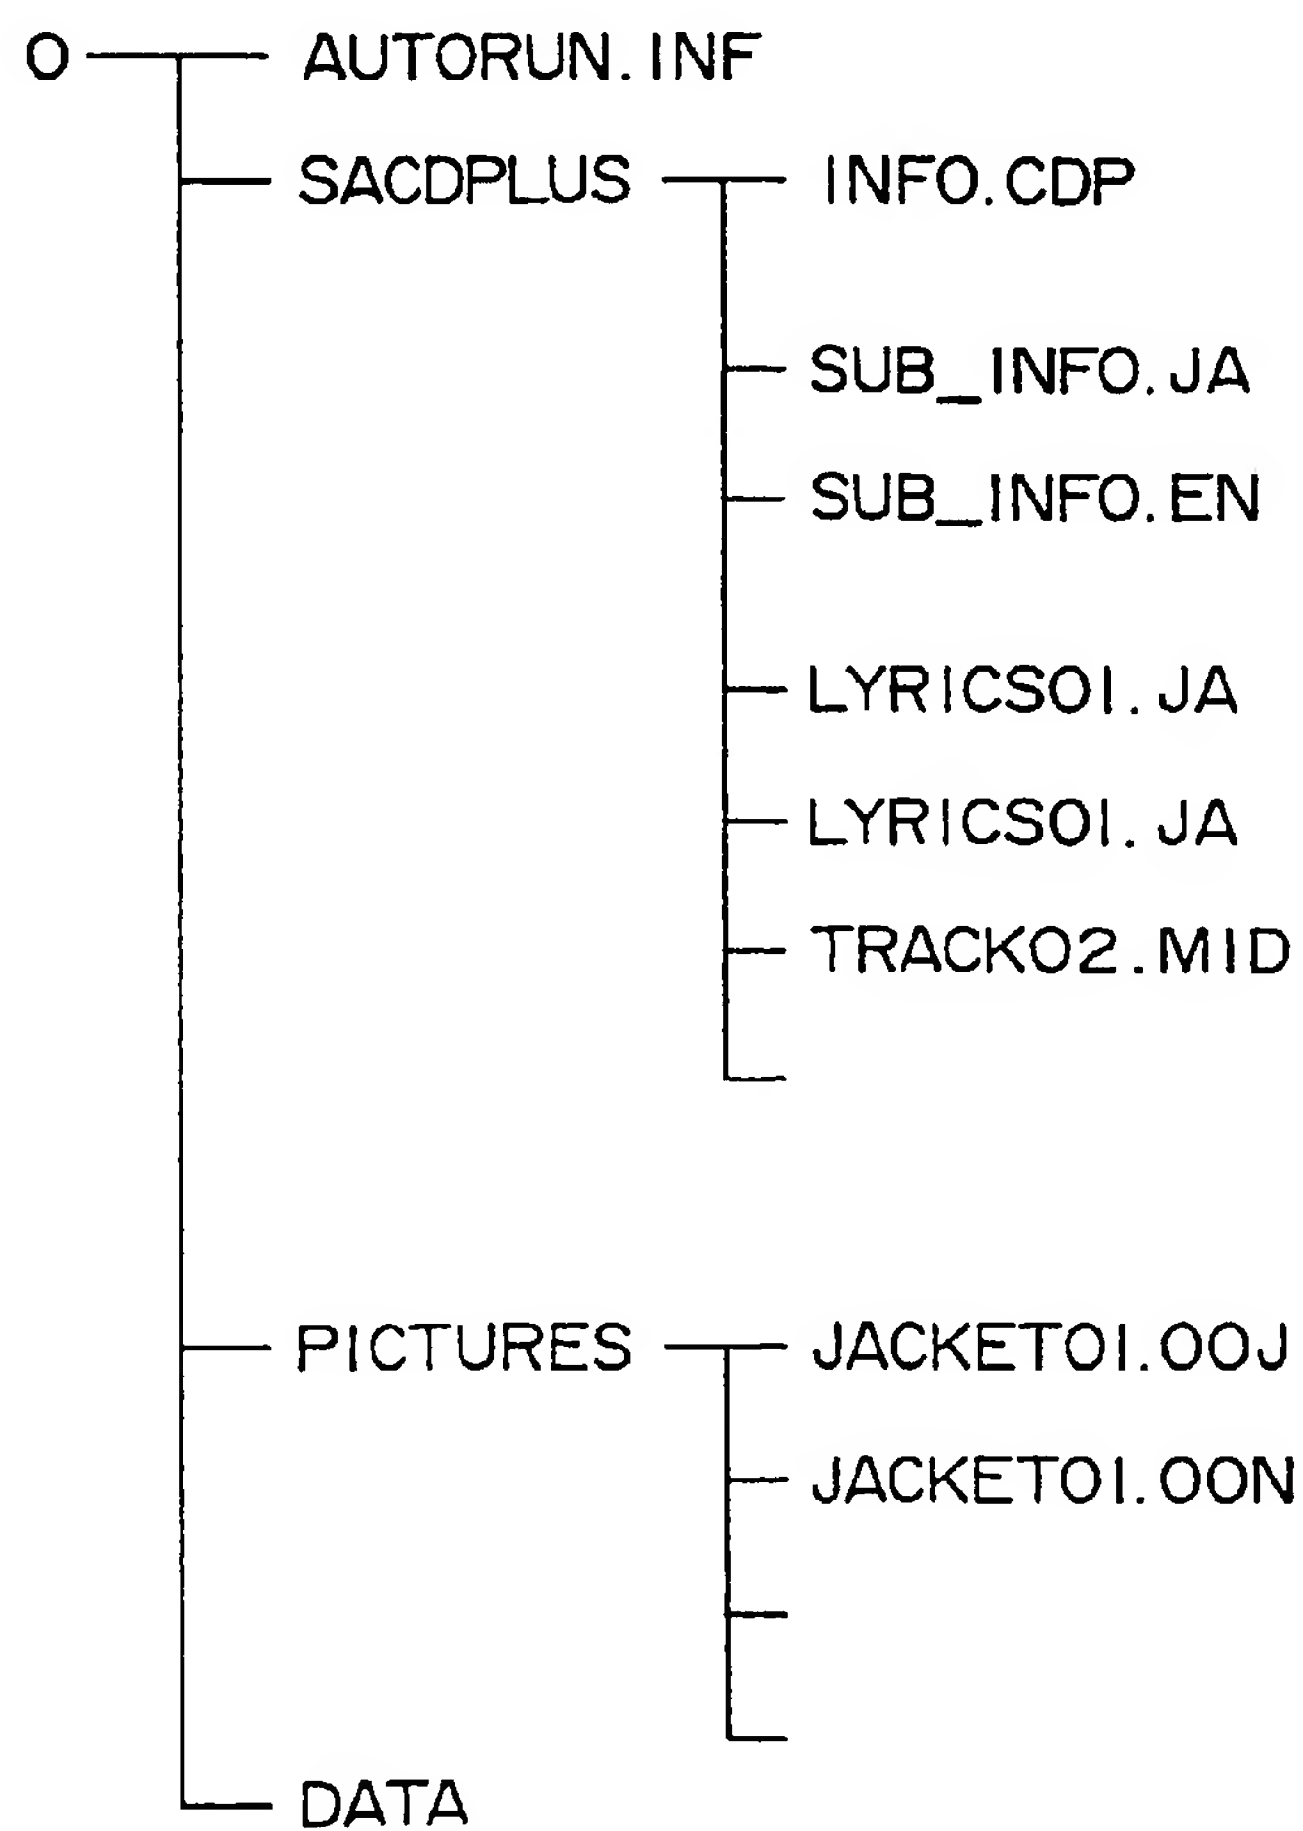 O AUTORUN.INF
SACDPLUS INFO.CDP
SUB_INFO.JA
SUB_INFO.EN
LYRICS01.JA
LYRICS01.JA
TRACK02.MID
PICTURES JACKET01.00J
JACKET01.00N
DATA